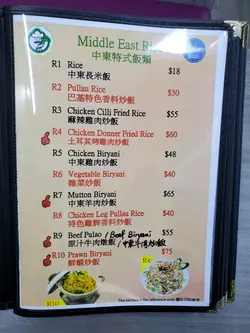 Middle East Rice
中東特式飯類
R1 Rice $18
中東長米飯
R2 Pullau Rice $30
巴基特色香料炒飯
R3 Chicken Cilli Fried Rice $55
麻辣雞肉炒飯
R4 Chicken Donner Fried Rice $60
土耳其烤雞肉炒飯
R5 Chicken Biryani $48
中東雞肉炒飯
R6 Vegetable Biryani $40
雜菜炒飯
R7 Mutton Biryani $55
中東羊肉炒飯
R8 Chicken Leg Pullau Rice $40
特色雞髀香料炒飯
R9 Beef Pulao / Beef Biryani $55
原汁牛肉燉飯 / 中東牛肉炒飯
R10 Prawn Biryani $75
鮮蝦炒飯
R4
R10